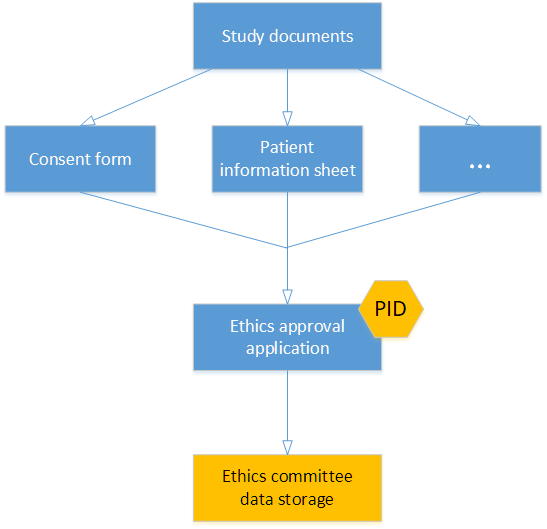 Study documents
Consent form
Patient
information sheet
...
PID
Ethics approval
application
Ethics committee
data storage